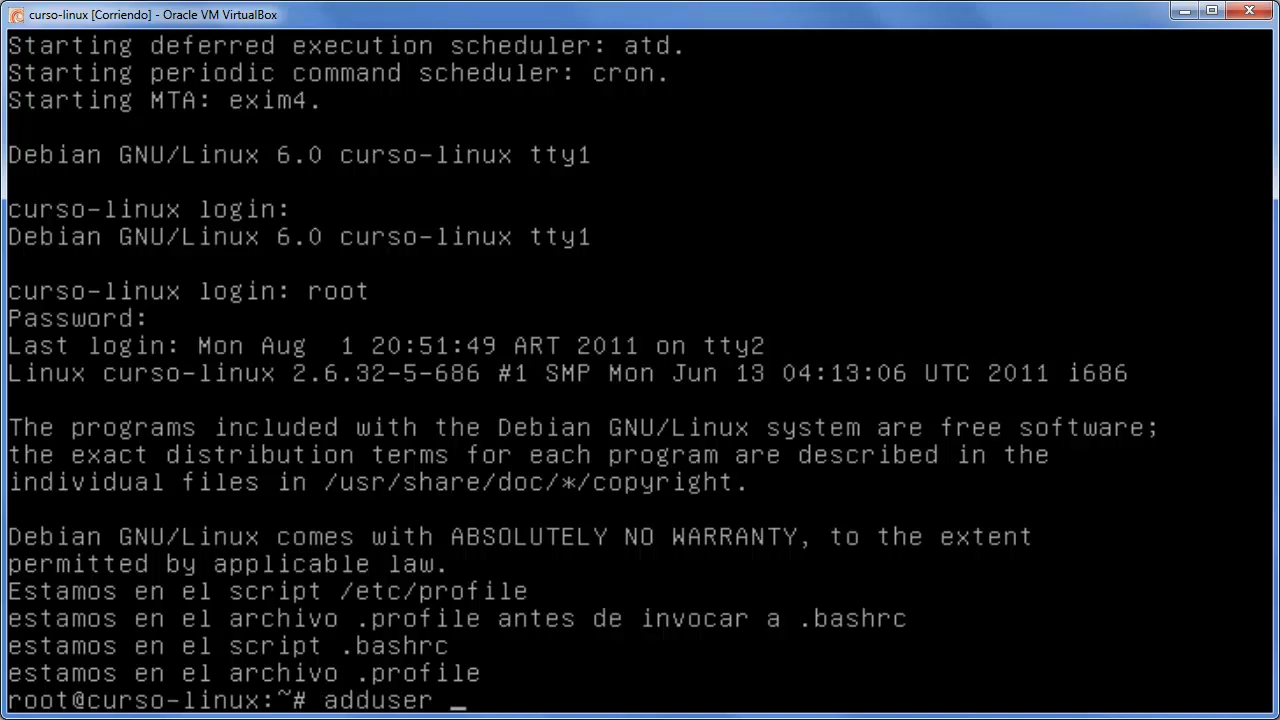 curso-linux [Corriendo] - Oracle VM VirtualBox
Starting deferred execution scheduler: atd.
Starting periodic command scheduler: cron.
Starting MTA: exim4.
Debian GNU/Linux 6.0 curso-linux tty1
curso-linux login:
Debian GNU/Linux 6.0 curso-linux tty1
curso-linux login: root
Password:
Last login: Mon Aug  1 20:51:49 ART 2011 on tty2
Linux curso-linux 2.6.32-5-686 #1 SMP Mon Jun 13 04:13:06 UTC 2011 i686
The programs included with the Debian GNU/Linux system are free software;
the exact distribution terms for each program are described in the
individual files in /usr/share/doc/*/copyright.
Debian GNU/Linux comes with ABSOLUTELY NO WARRANTY, to the extent
permitted by applicable law.
Estamos en el script /etc/profile
estamos en el archivo .profile antes de invocar a .bashrc
estamos en el script .bashrc
estamos en el archivo .profile
root@curso-linux:~# adduser _